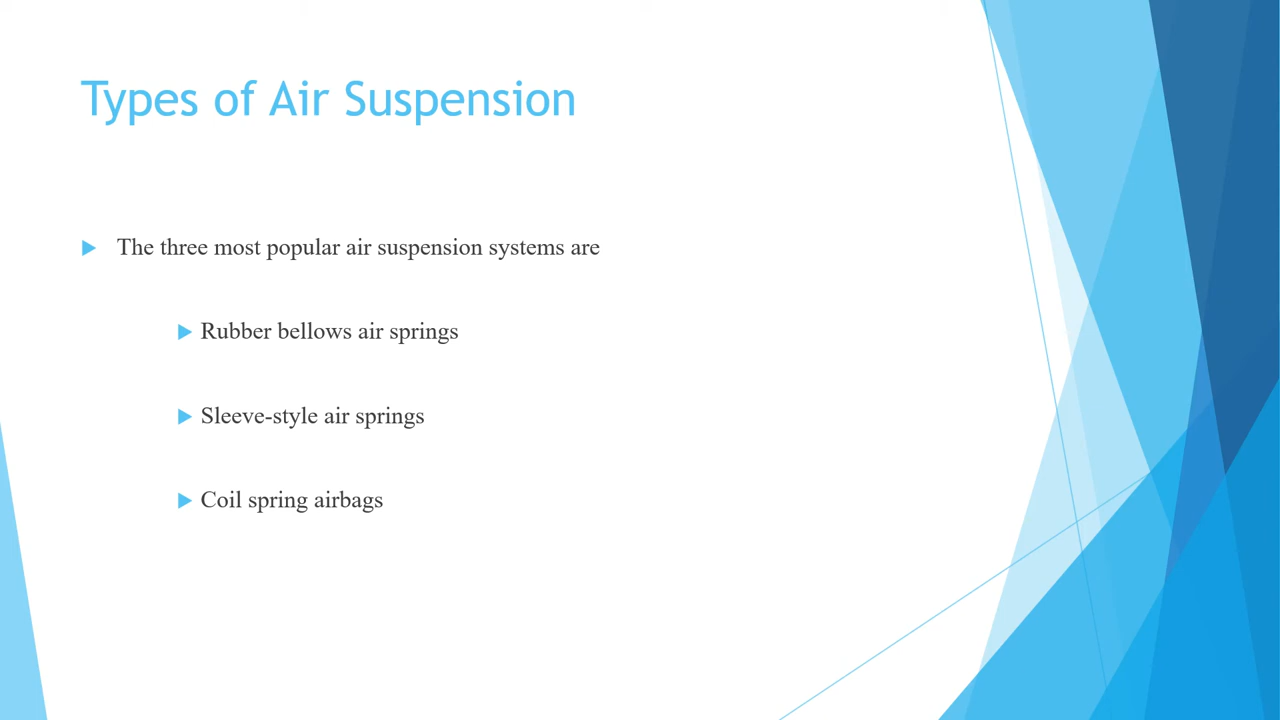 Types of Air Suspension
The three most popular air suspension systems are
Rubber bellows air springs
Sleeve-style air springs
Coil spring airbags